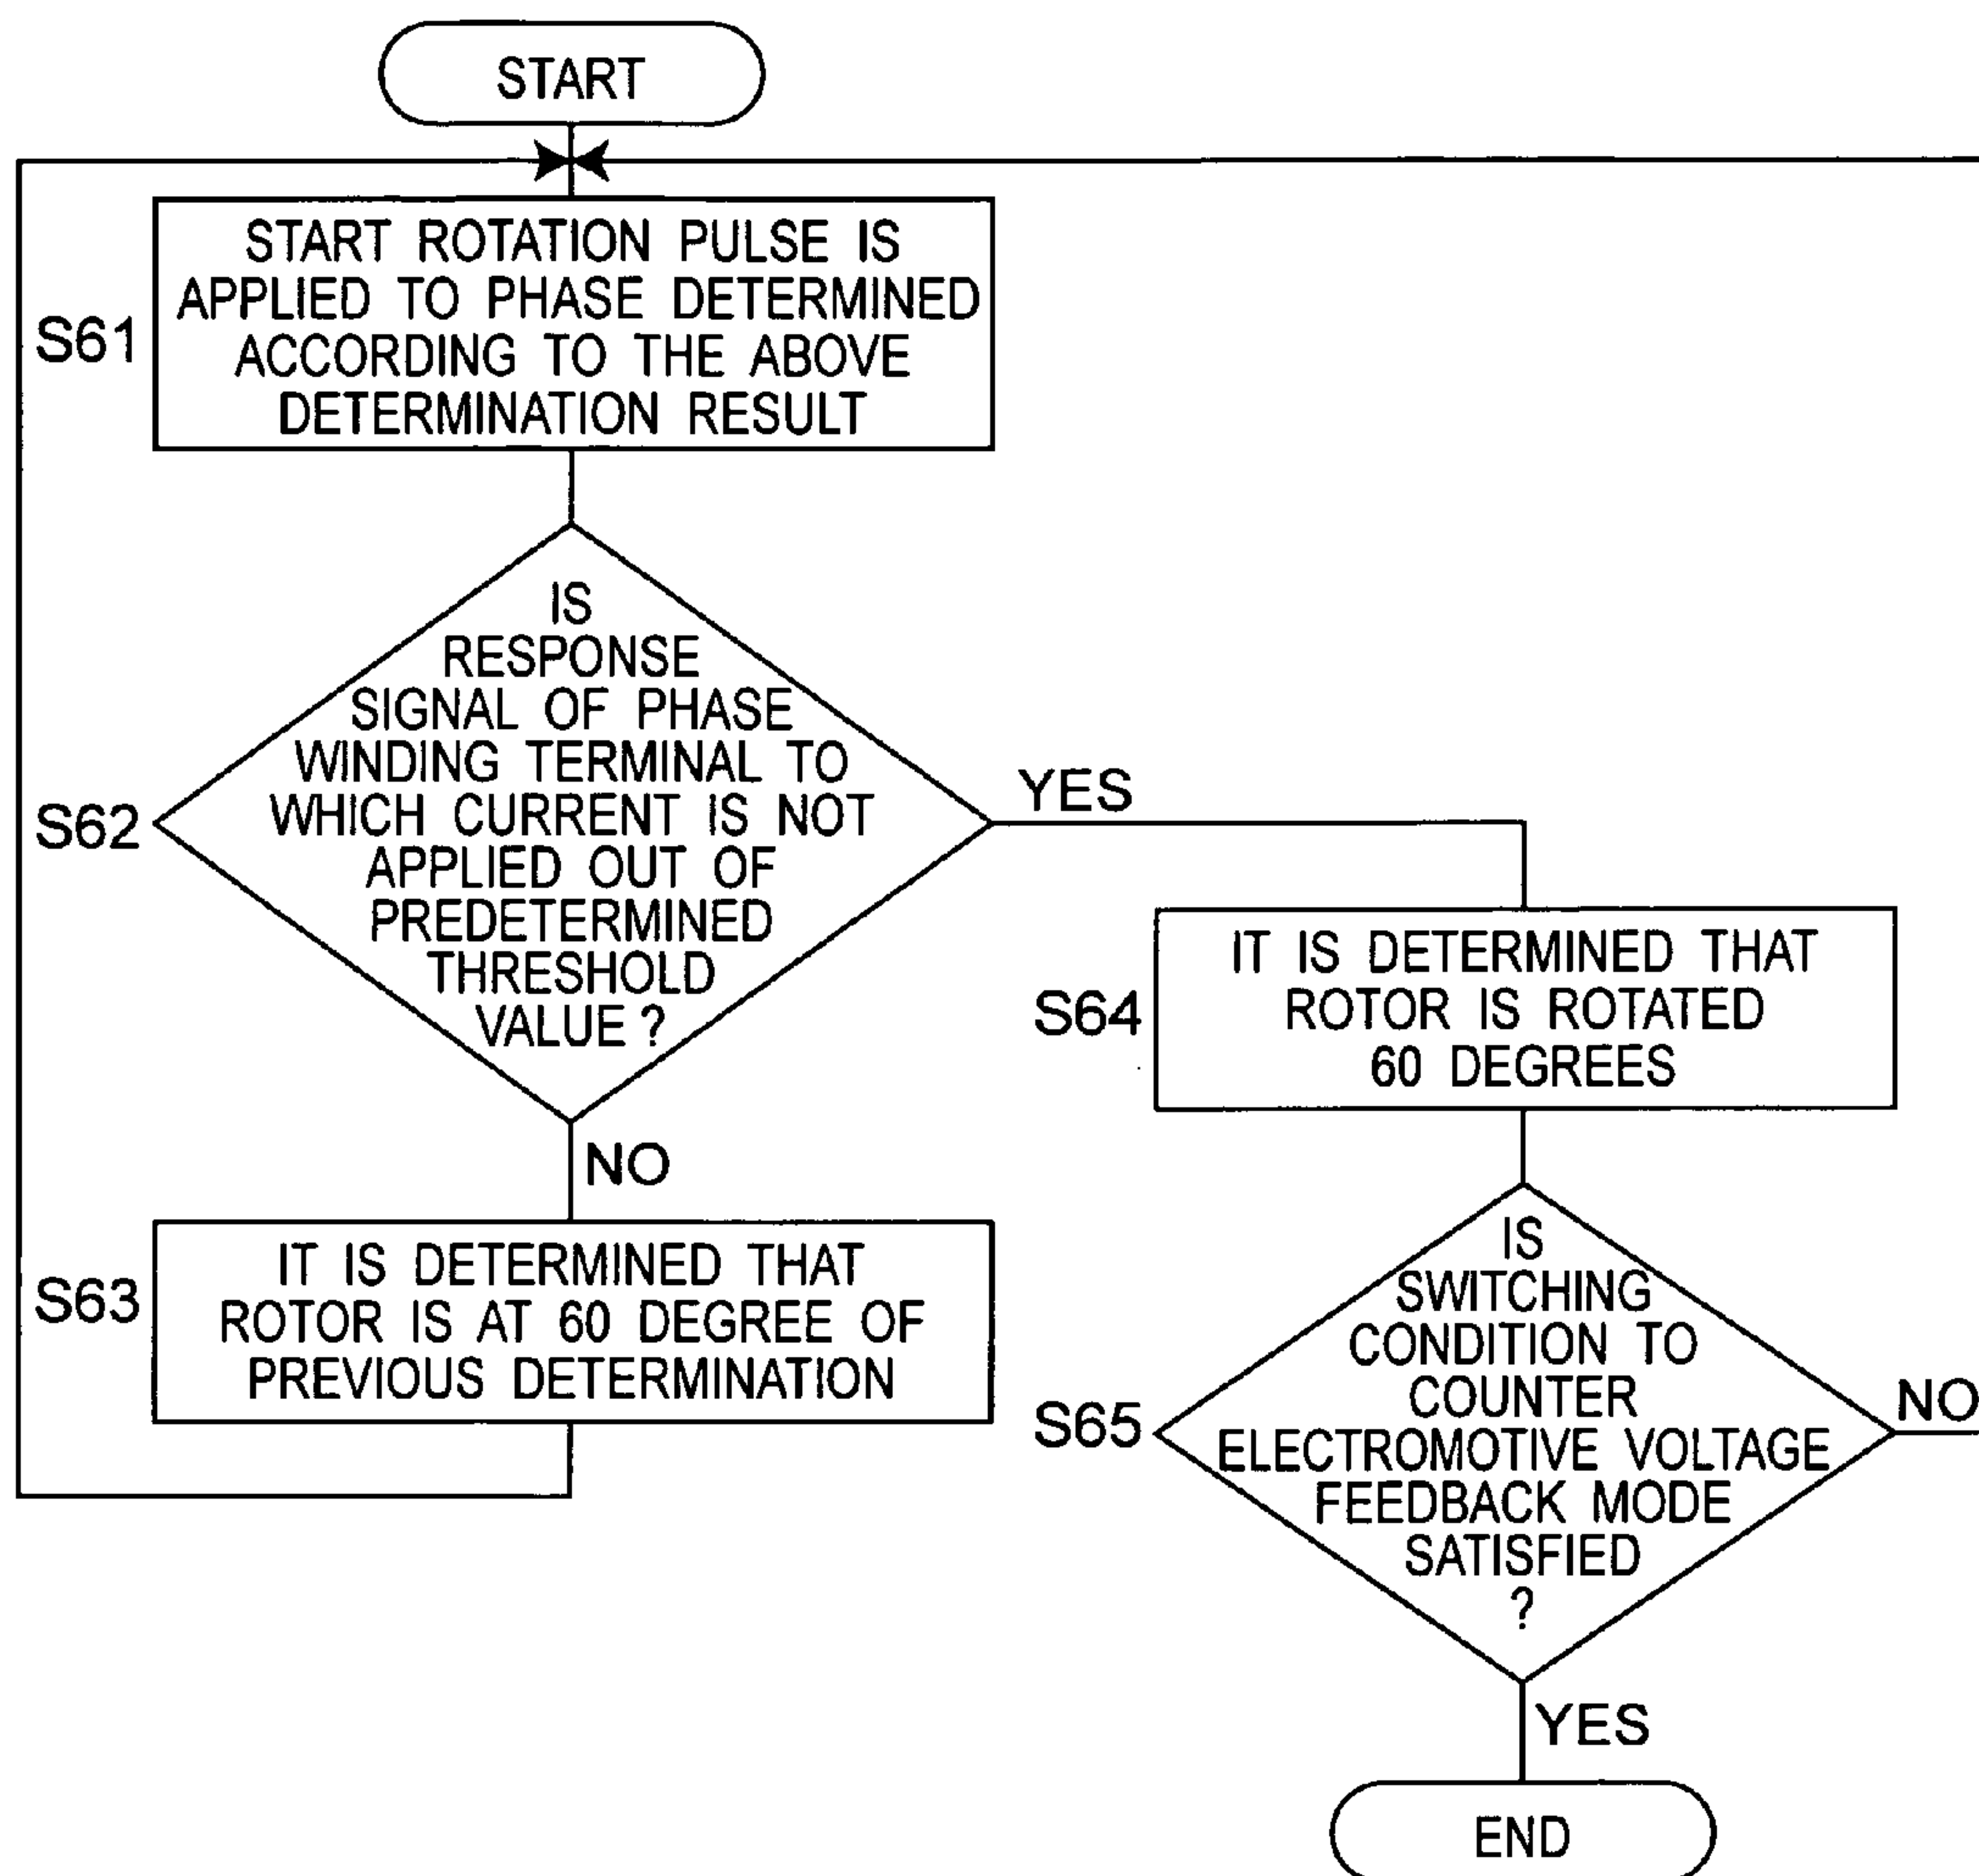 START
S61
START ROTATION PULSE IS
APPLIED TO PHASE DETERMINED
ACCORDING TO THE ABOVE
DETERMINATION RESULT
S62
IS
RESPONSE
SIGNAL OF PHASE
WINDING TERMINAL TO
WHICH CURRENT IS NOT
APPLIED OUT OF
PREDETERMINED
THRESHOLD
VALUE ?
YES
NO
S63
IT IS DETERMINED THAT
ROTOR IS AT 60 DEGREE OF
PREVIOUS DETERMINATION
S64
IT IS DETERMINED THAT
ROTOR IS ROTATED
60 DEGREES
S65
IS
SWITCHING
CONDITION TO
COUNTER
ELECTROMOTIVE VOLTAGE
FEEDBACK MODE
SATISFIED
?
NO
YES
END